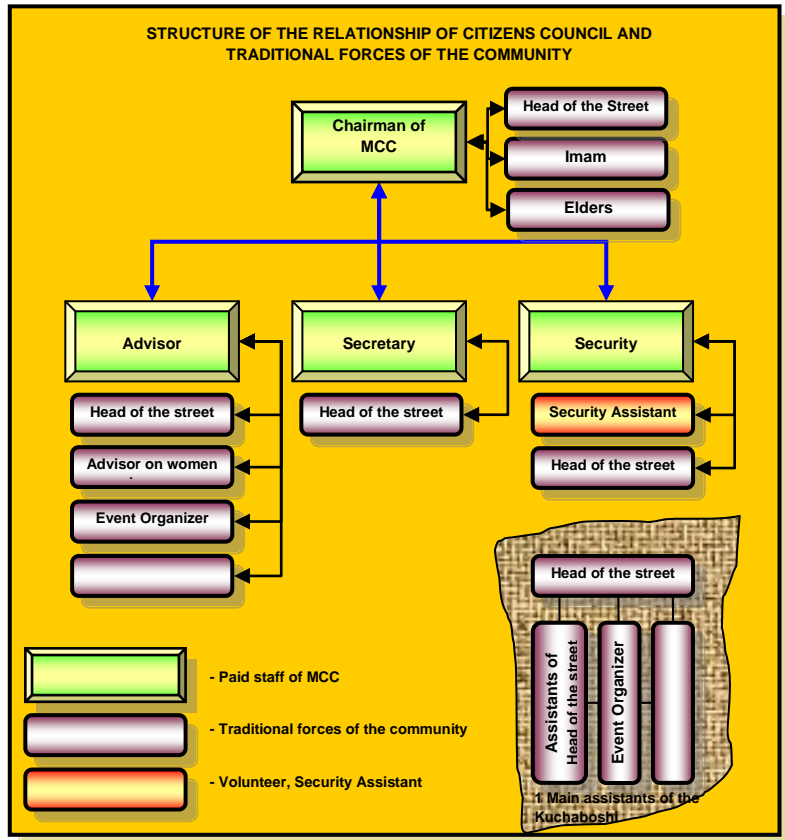 STRUCTURE OF THE RELATIONSHIP OF CITIZENS COUNCIL AND
TRADITIONAL FORCES OF THE COMMUNITY
Chairman of
MCC
Head of the Street
Imam
Elders
Advisor
Secretary
Security
Head of the street
Advisor on women
Event Organizer
Head of the street
Security Assistant
Head of the street
Head of the street
Assistants of
Head of the street
Event Organizer
1 Main assistants of the
Kuchaboshi
- Paid staff of MCC
- Traditional forces of the community
- Volunteer, Security Assistant